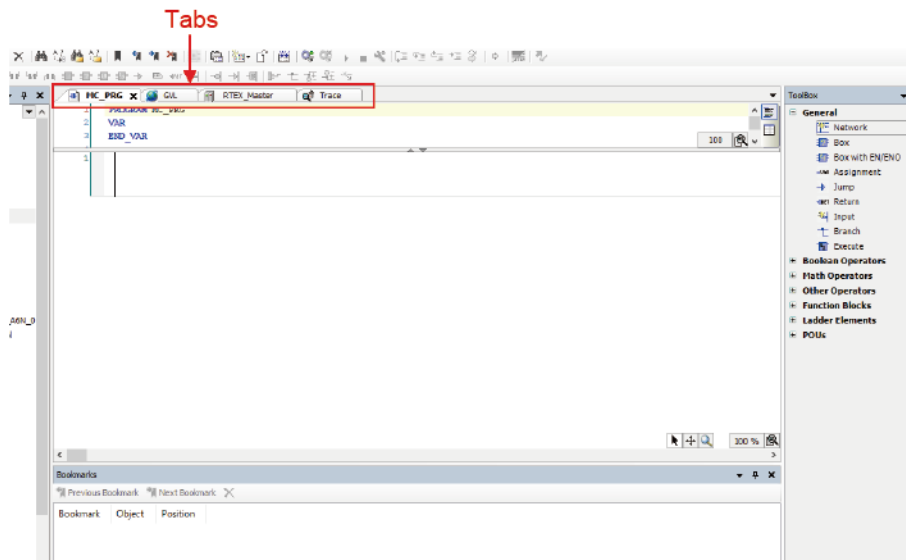 Tabs
MC_PRG
GVL
RTEX_Master
Trace
ToolBox
1
2 VAR
3 END_VAR
100
1
General
Network
Box
Box with EN/ENO
Assignment
Jump
Return
Input
Branch
Execute
Boolean Operators
Math Operators
Other Operators
Function Blocks
Ladder Elements
POUs
100 %
Bookmarks
Previous Bookmark Next Bookmark
Bookmark Object Position